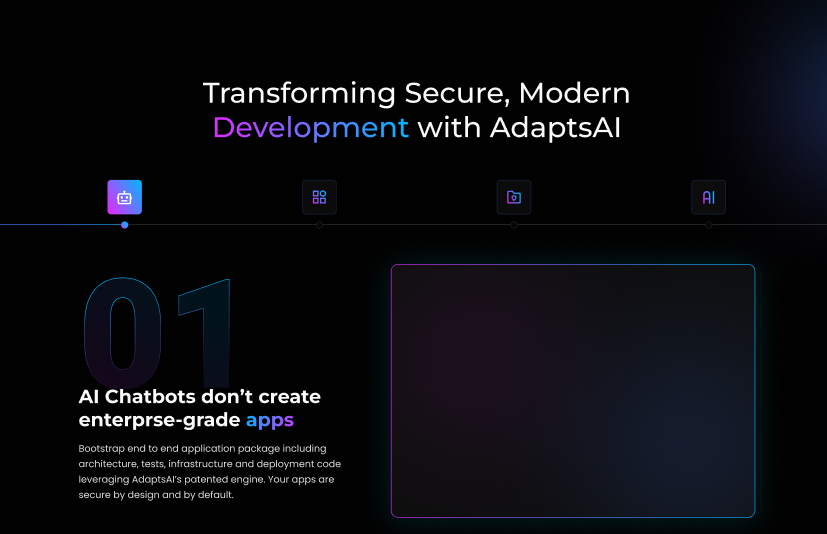 Transforming Secure, Modern
Development with AdaptsAI
AI
01
AI Chatbots don’t create
enterprse-grade apps
Bootstrap end to end application package including
architecture, tests, infrastructure and deployment code
leveraging AdaptsAI’s patented engine. Your apps are
secure by design and by default.